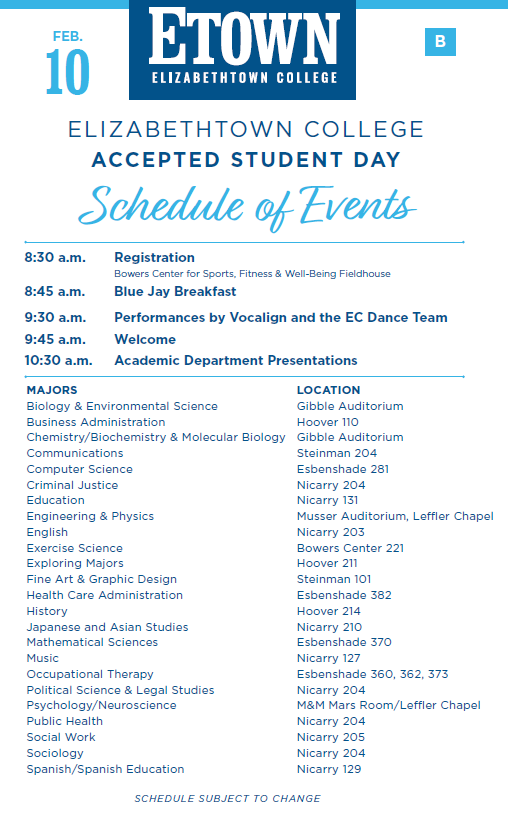 FEB.
10
ETOWN
ELIZABETHTOWN COLLEGE
B
ELIZABETHTOWN COLLEGE
ACCEPTED STUDENT DAY
Schedule of Events
8:30 a.m. Registration
Bowers Center for Sports, Fitness & Well-Being Fieldhouse
8:45 a.m. Blue Jay Breakfast
9:30 a.m. Performances by Vocalign and the EC Dance Team
9:45 a.m. Welcome
10:30 a.m. Academic Department Presentations
MAJORS LOCATION
Biology & Environmental Science Gibble Auditorium
Business Administration Hoover 110
Chemistry/Biochemistry & Molecular Biology Gibble Auditorium
Communications Steinman 204
Computer Science Esbenshade 281
Criminal Justice Nicarry 204
Education Nicarry 131
Engineering & Physics Musser Auditorium, Leffler Chapel
English Nicarry 203
Exercise Science Bowers Center 221
Exploring Majors Hoover 211
Fine Art & Graphic Design Steinman 101
Health Care Administration Esbenshade 382
History Hoover 214
Japanese and Asian Studies Nicarry 210
Mathematical Sciences Esbenshade 370
Music Nicarry 127
Occupational Therapy Esbenshade 360, 362, 373
Political Science & Legal Studies Nicarry 204
Psychology/Neuroscience M&M Mars Room/Leffler Chapel
Public Health Nicarry 204
Social Work Nicarry 205
Sociology Nicarry 204
Spanish/Spanish Education Nicarry 129
SCHEDULE SUBJECT TO CHANGE